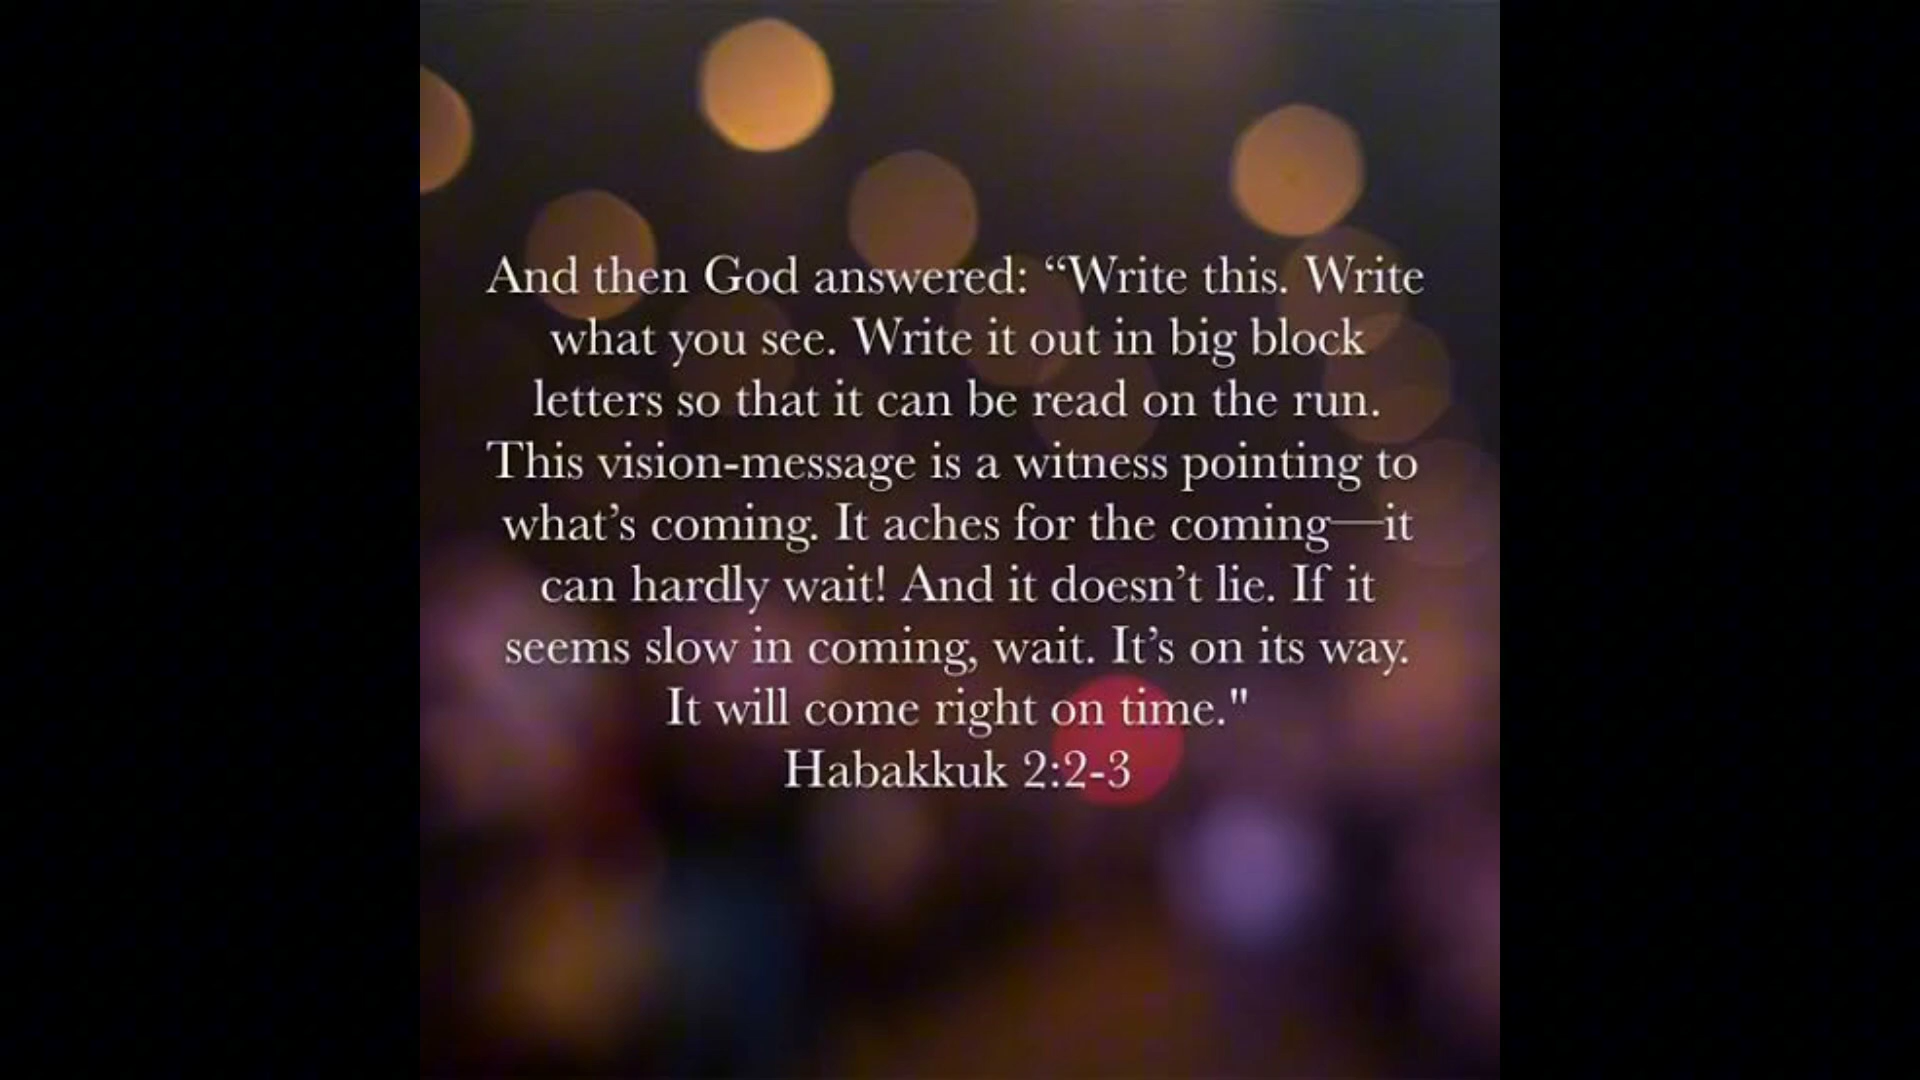 And then God answered: “Write this. Write
what you see. Write it out in big block
letters so that it can be read on the run.
This vision-message is a witness pointing to
what’s coming. It aches for the coming—it
can hardly wait! And it doesn’t lie. If it
seems slow in coming, wait. It’s on its way.
It will come right on time."
Habakkuk 2:2-3